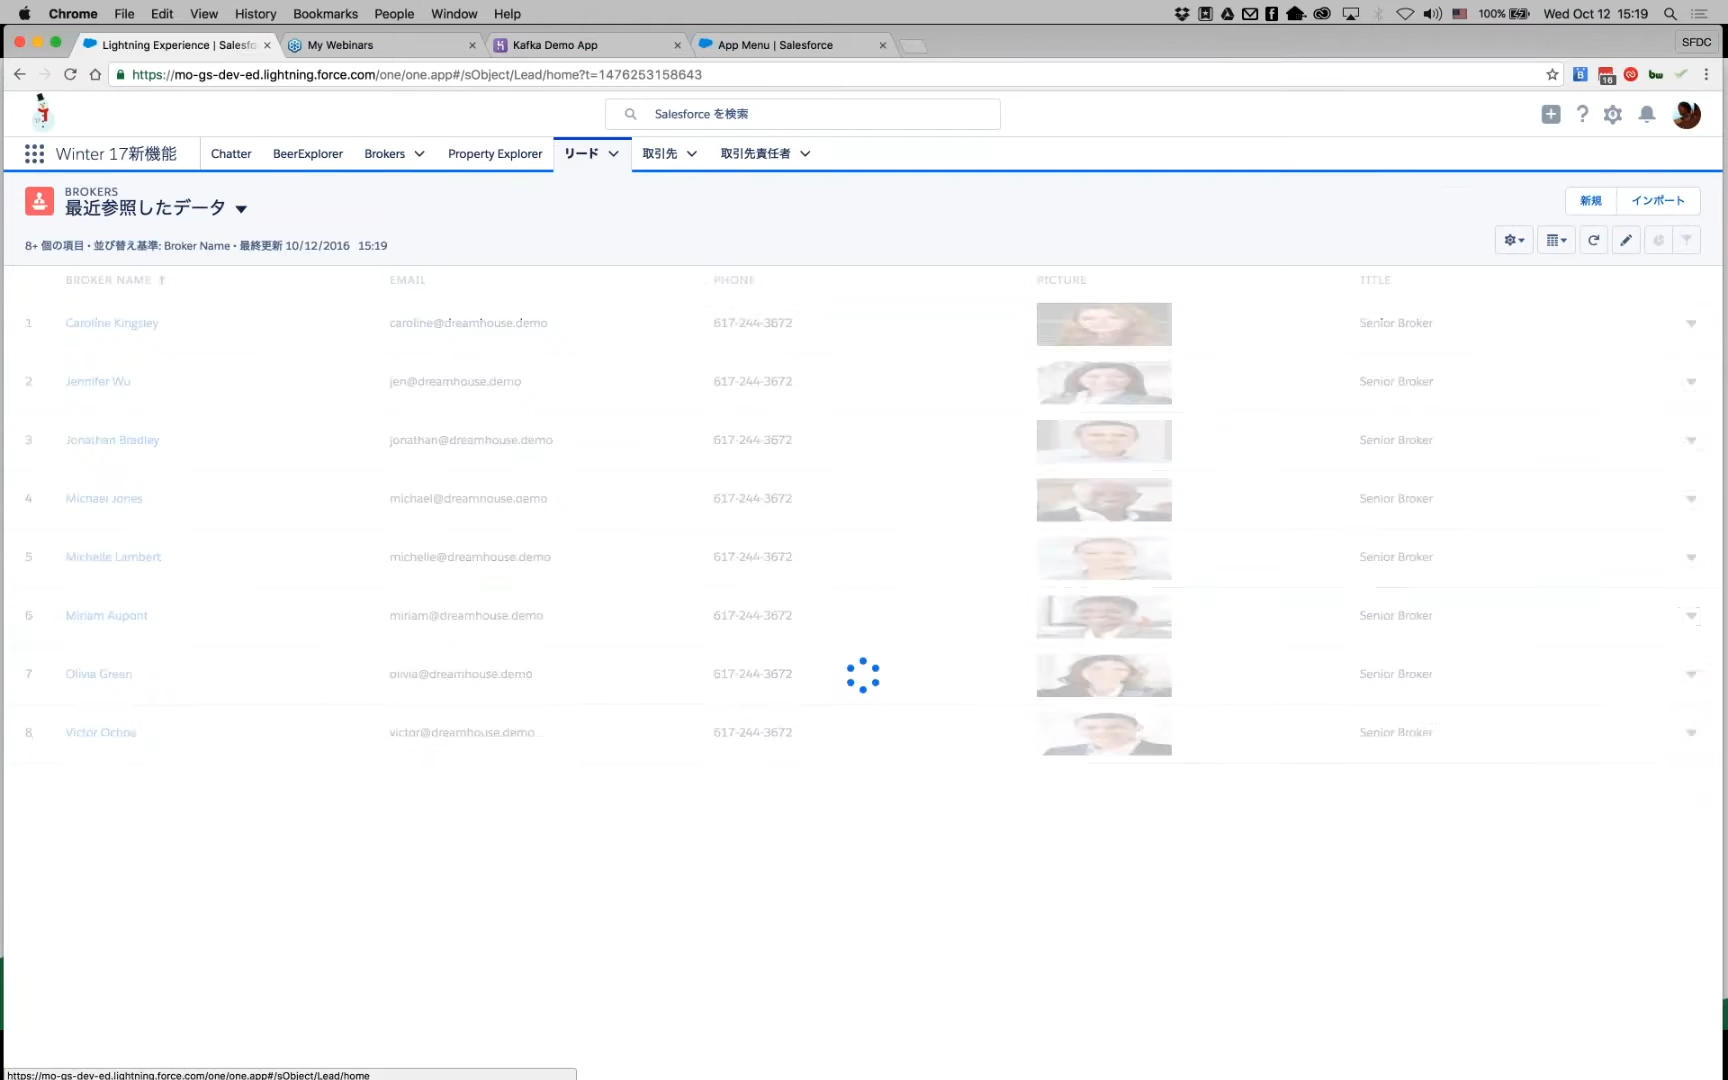 Chrome File Edit View History Bookmarks People Window Help 100% Wed Oct 12 15:19
Lightning Experience | Salesfo × My Webinars × Kafka Demo App × App Menu | Salesforce × SFDC
https://mo-gs-dev-ed.lightning.force.com/one/one.app#/sObject/Lead/home?t=1476253158643
16 bw
Salesforce を検索
Winter 17新機能 Chatter BeerExplorer Brokers Property Explorer リード 取引先 取引先責任者
BROKERS
最近参照したデータ
新規 インポート
8+ 個の項目 • 並び替え基準: Broker Name • 最終更新 10/12/2016 15:19
BROKER NAME EMAIL PHONE PICTURE TITLE
1 Caroline Kingsley caroline@dreamhouse.demo 617-244-3672 Senior Broker
2 Jennifer Wu jen@dreamhouse.demo 617-244-3672 Senior Broker
3 Jonathan Bradley jonathan@dreamhouse.demo 617-244-3672 Senior Broker
4 Michael Jones michael@dreamhouse.demo 617-244-3672 Senior Broker
5 Michelle Lambert michelle@dreamhouse.demo 617-244-3672 Senior Broker
6 Miriam Aupont miriam@dreamhouse.demo 617-244-3672 Senior Broker
7 Olivia Green olivia@dreamhouse.demo 617-244-3672 Senior Broker
8 Victor Ochoa victor@dreamhouse.demo 617-244-3672 Senior Broker
https://mo-gs-dev-ed.lightning.force.com/one/one.app#/sObject/Lead/home